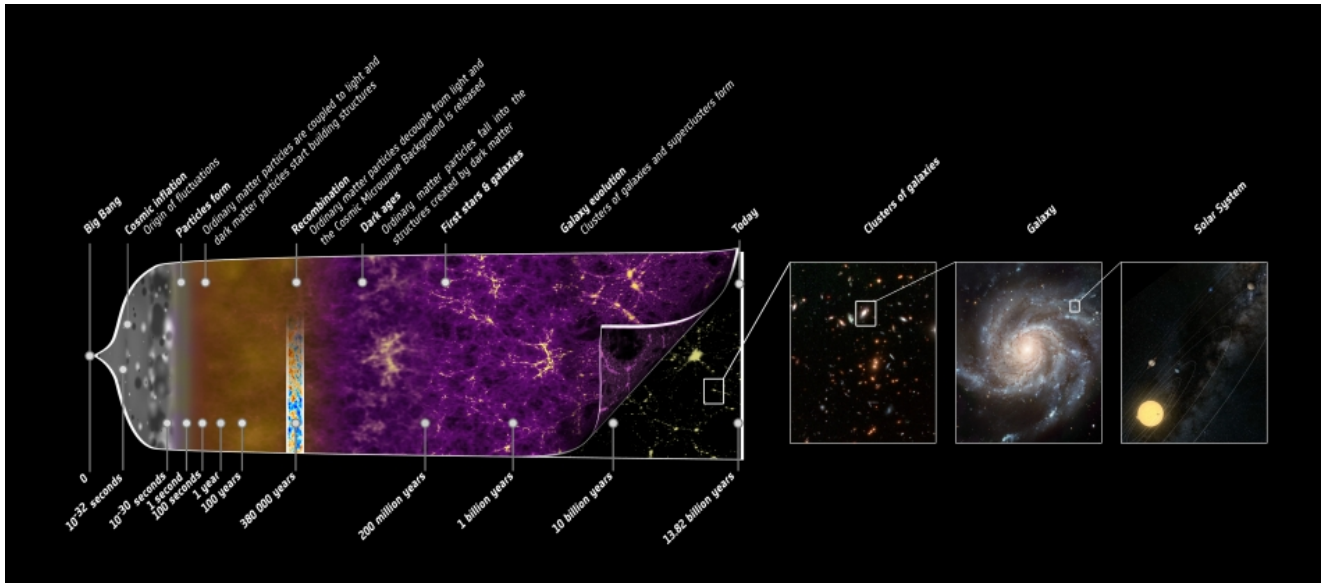 Big Bang
Cosmic inflation
Origin of fluctuations
Particles form
Ordinary matter particles are coupled to light and
dark matter particles start building structures
Recombination
Ordinary matter particles decouple from light and
the Cosmic Microwave Background is released
Dark ages
Ordinary matter particles fall into the
structures created by dark matter
First stars & galaxies
Galaxy evolution
Clusters of galaxies and superclusters form
Today
Clusters of galaxies
Galaxy
Solar System
0
10-32 seconds
10-30 seconds
1 second
100 seconds
1 year
100 years
380 000 years
200 million years
1 billion years
10 billion years
13.82 billion years